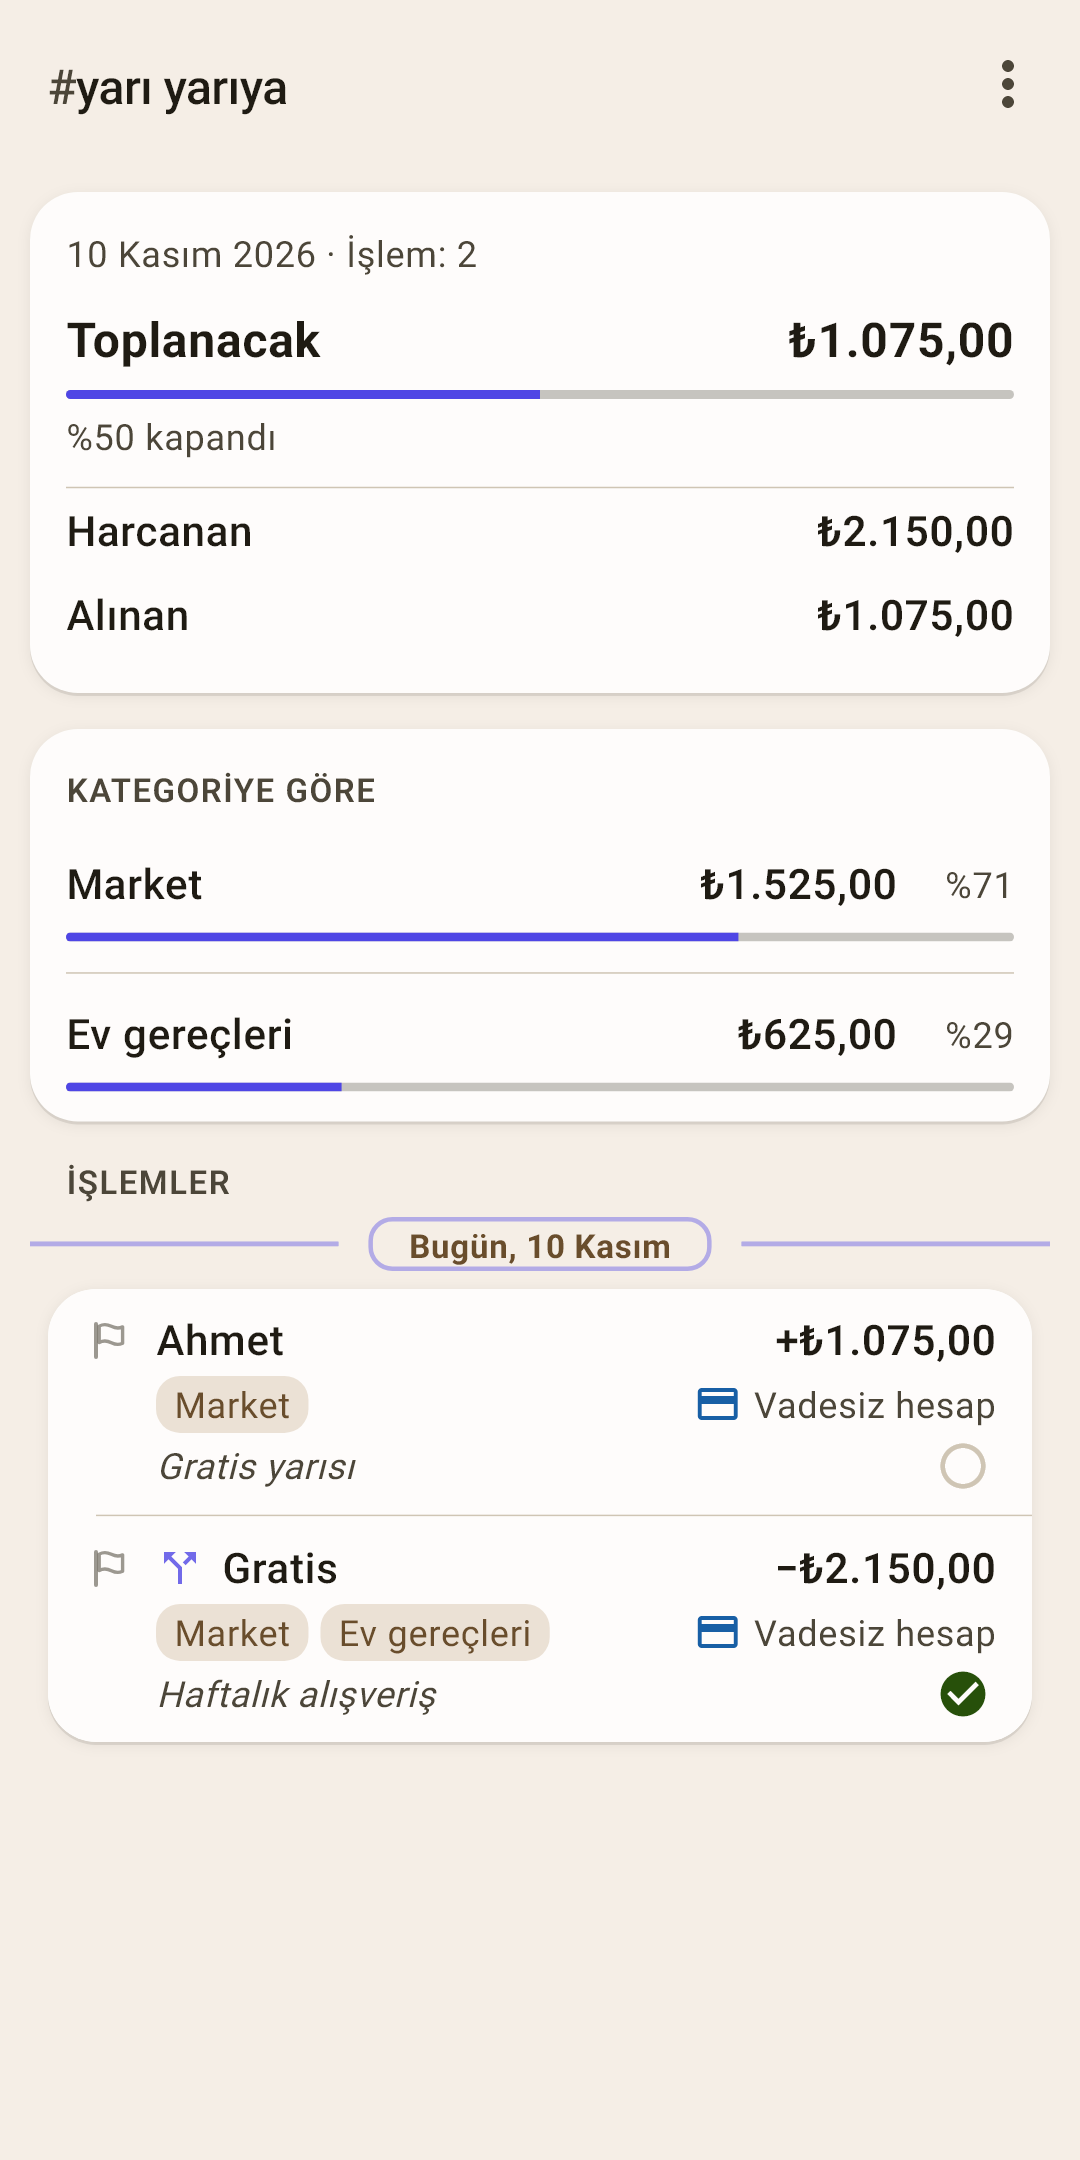 #yarı yarıya
10 Kasım 2026 · İşlem: 2
Toplanacak ₺1.075,00
%50 kapandı
Harcanan ₺2.150,00
Alınan ₺1.075,00
KATEGORİYE GÖRE
Market ₺1.525,00 %71
Ev gereçleri ₺625,00 %29
İŞLEMLER
Bugün, 10 Kasım
Ahmet +₺1.075,00
Market Vadesiz hesap
Gratis yarısı
Gratis −₺2.150,00
Market Ev gereçleri Vadesiz hesap
Haftalık alışveriş